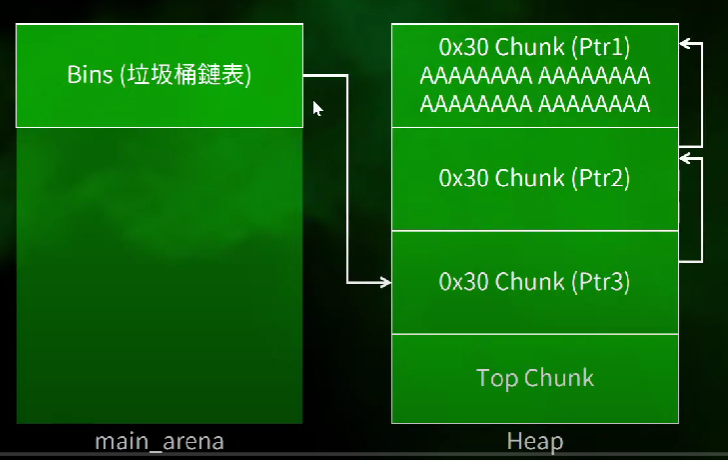 Bins (垃圾桶鏈表)
main_arena
0x30 Chunk (Ptr1)
AAAAAAAA AAAAAAAA
AAAAAAAA AAAAAAAA
0x30 Chunk (Ptr2)
0x30 Chunk (Ptr3)
Top Chunk
Heap